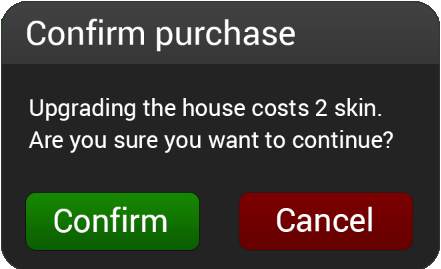 Confirm purchase
Upgrading the house costs 2 skin.
Are you sure you want to continue?
Confirm
Cancel